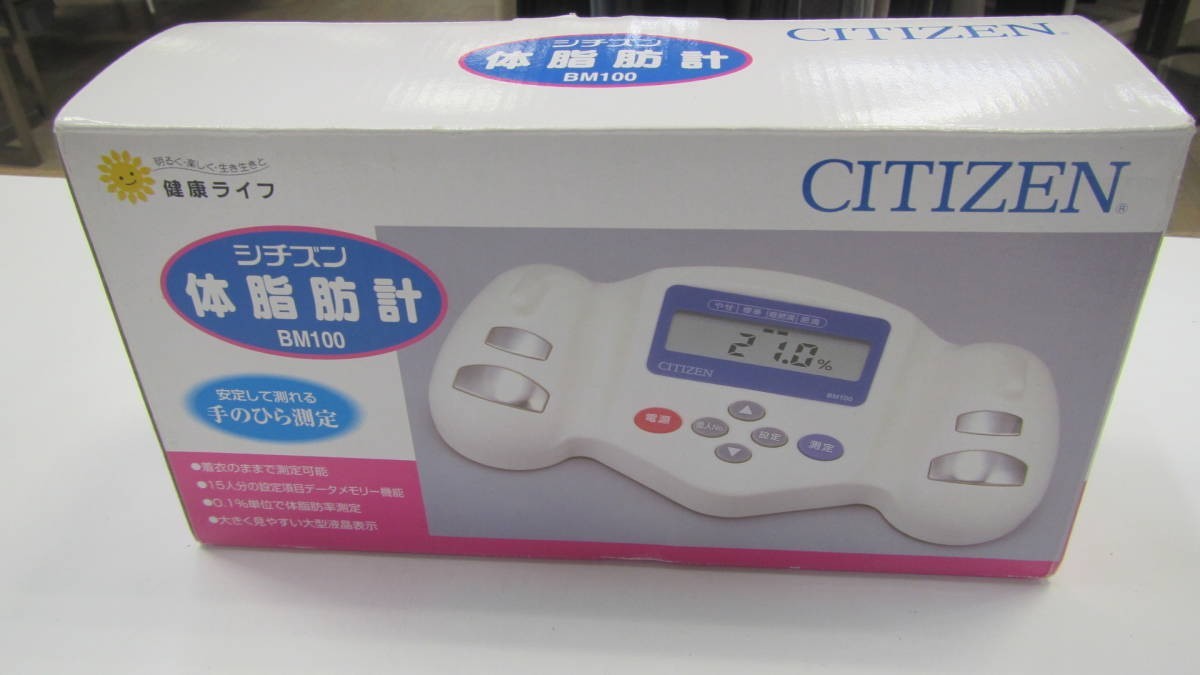 シチズン
体脂肪計
BM100
CITIZEN
明るく・楽しく・生き生きと
健康ライフ
CITIZEN®
シチズン
体脂肪計
BM100
安定して測れる
手のひら測定
●着衣のままで測定可能
●15人分の設定項目データメモリー機能
●0.1%単位で体脂肪率測定
●大きく見やすい大型液晶表示
やせ 標準 軽肥満 肥満
27.0%
CITIZEN
BM100
電源
個人No.
▲
▼
設定
測定